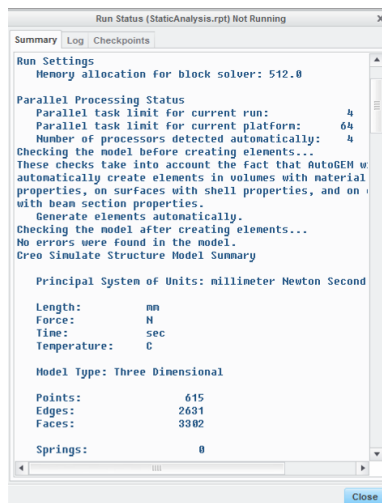 Run Status (StaticAnalysis.rpt) Not Running
Summary Log Checkpoints
Run Settings
Memory allocation for block solver: 512.0
Parallel Processing Status
Parallel task limit for current run: 4
Parallel task limit for current platform: 64
Number of processors detected automatically: 4
Checking the model before creating elements...
These checks take into account the fact that AutoGEM
automatically create elements in volumes with material
properties, on surfaces with shell properties, and on
with beam section properties.
Generate elements automatically.
Checking the model after creating elements...
No errors were found in the model.
Creo Simulate Structure Model Summary
Principal System of Units: millimeter Newton Second
Length: mm
Force: N
Time: sec
Temperature: C
Model Type: Three Dimensional
Points: 615
Edges: 2631
Faces: 3302
Springs: 0
Close